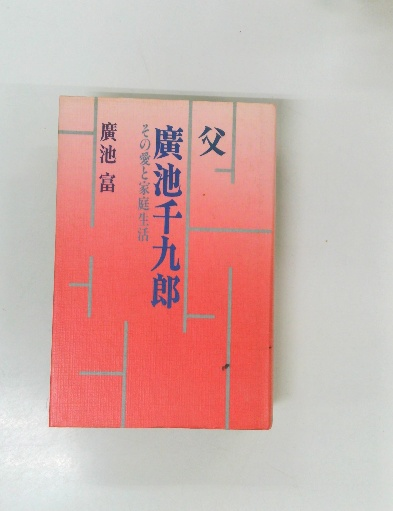 父
廣池千九郎
その愛と家庭生活
廣池富